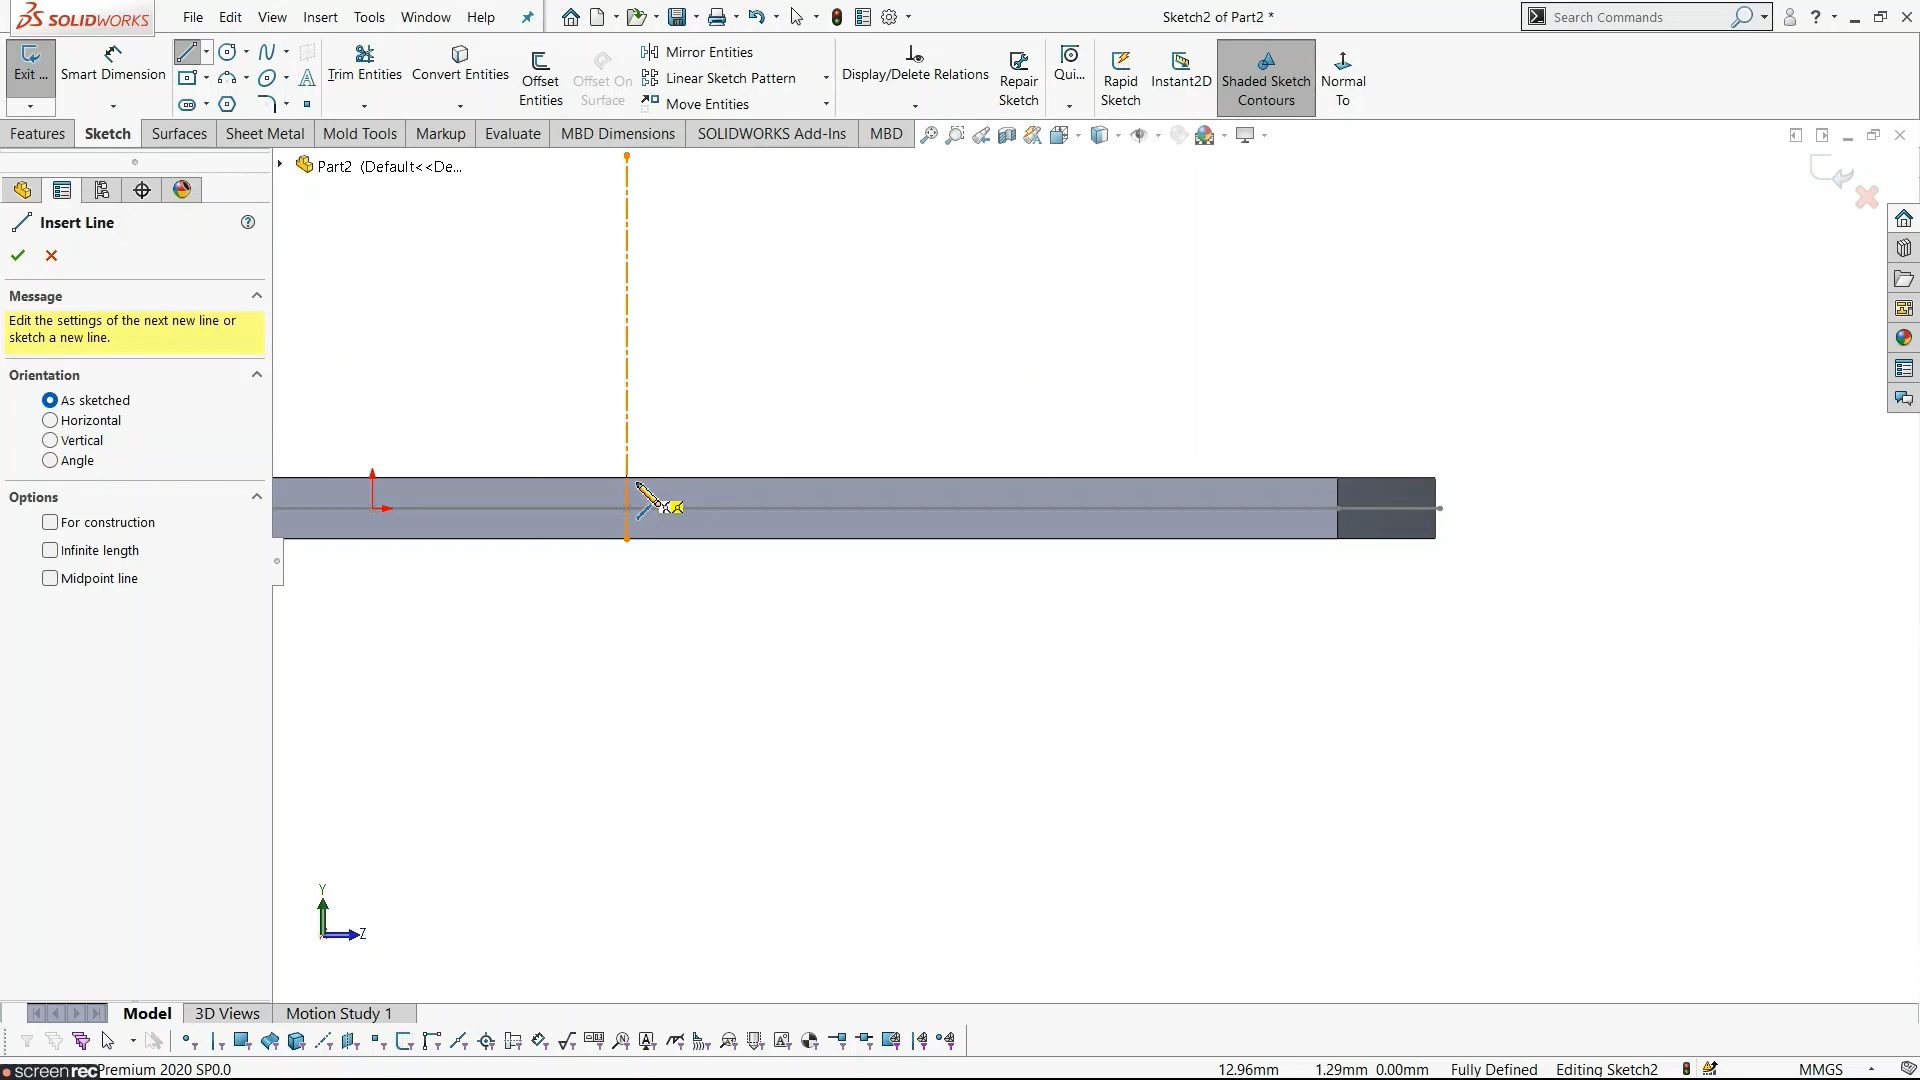 SOLIDWORKS File Edit View Insert Tools Window Help Sketch2 of Part2 * Search Commands ?
Exit ... Smart Dimension Trim Entities Convert Entities Offset Entities Offset On Surface Mirror Entities Display/Delete Relations Repair Sketch Qui... Rapid Sketch Instant2D Shaded Sketch Contours Normal To
Linear Sketch Pattern
Move Entities
Features Sketch Surfaces Sheet Metal Mold Tools Markup Evaluate MBD Dimensions SOLIDWORKS Add-Ins MBD
Part2 (Default<<De...
Insert Line
Message
Edit the settings of the next new line or
sketch a new line.
Orientation
As sketched
Horizontal
Vertical
Angle
Options
For construction
Infinite length
Midpoint line
Y
Z
Model 3D Views Motion Study 1
screenrec Premium 2020 SP0.0 12.96mm 1.29mm 0.00mm Fully Defined Editing Sketch2 MMGS